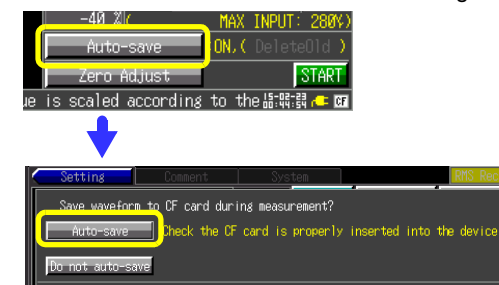 -40 %( MAX INPUT: 280%)
Auto-save ON,( DeleteOld )
Zero Adjust START
ue is scaled according to the 15-02-23 00:44:54 CF
Setting Comment System RMS Rec
Save waveform to CF card during measurement?
Auto-save Check the CF card is properly inserted into the device
Do not auto-save